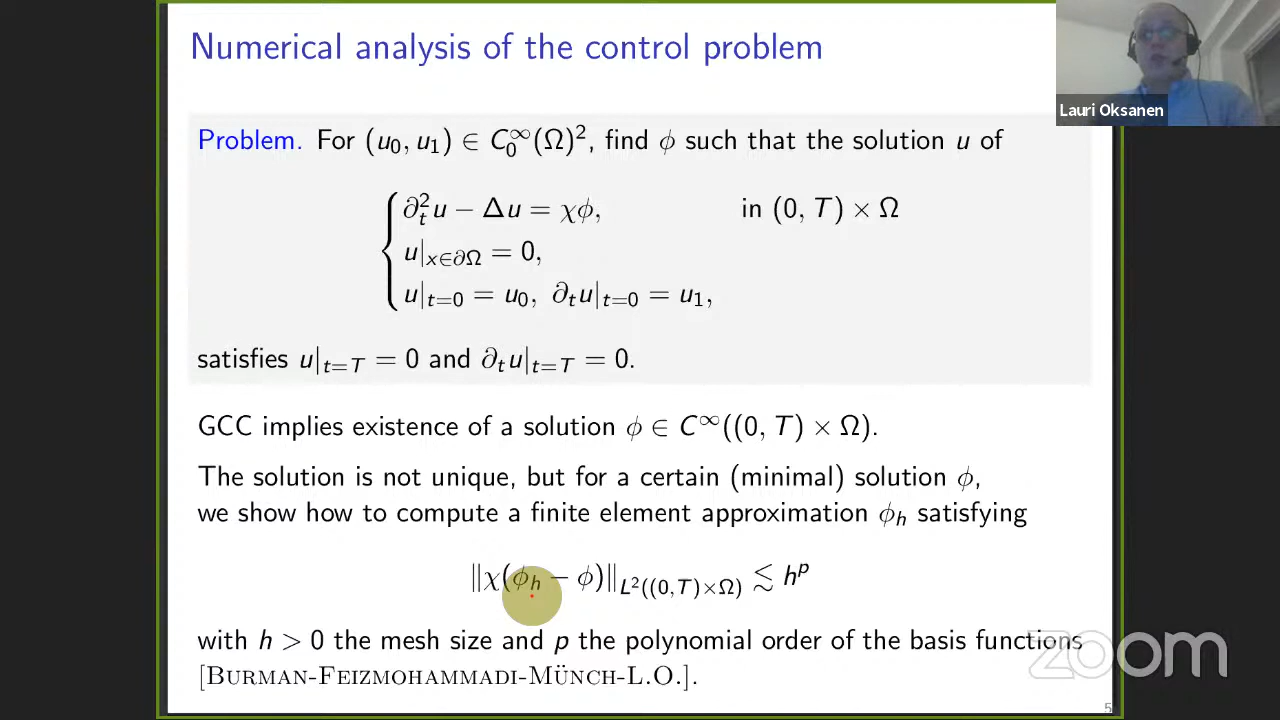 Numerical analysis of the control problem
Lauri Oksanen
Problem. For (u₀, u₁) ∈ C₀^∞(Ω)², find ϕ such that the solution u of
∂ₜ²u − Δu = χϕ, in (0, T) × Ω
u|ₓ∈∂Ω = 0,
u|ₜ₌₀ = u₀, ∂ₜu|ₜ₌₀ = u₁,
satisfies u|ₜ₌T = 0 and ∂ₜu|ₜ₌T = 0.
GCC implies existence of a solution ϕ ∈ C^∞((0, T) × Ω).
The solution is not unique, but for a certain (minimal) solution ϕ,
we show how to compute a finite element approximation ϕₕ satisfying
‖χ(ϕₕ − ϕ)‖L²((0,T)×Ω) ≲ hᵖ
with h > 0 the mesh size and p the polynomial order of the basis functions
[Burman-Feizmohammadi-Münch-L.O.].
zoom
5